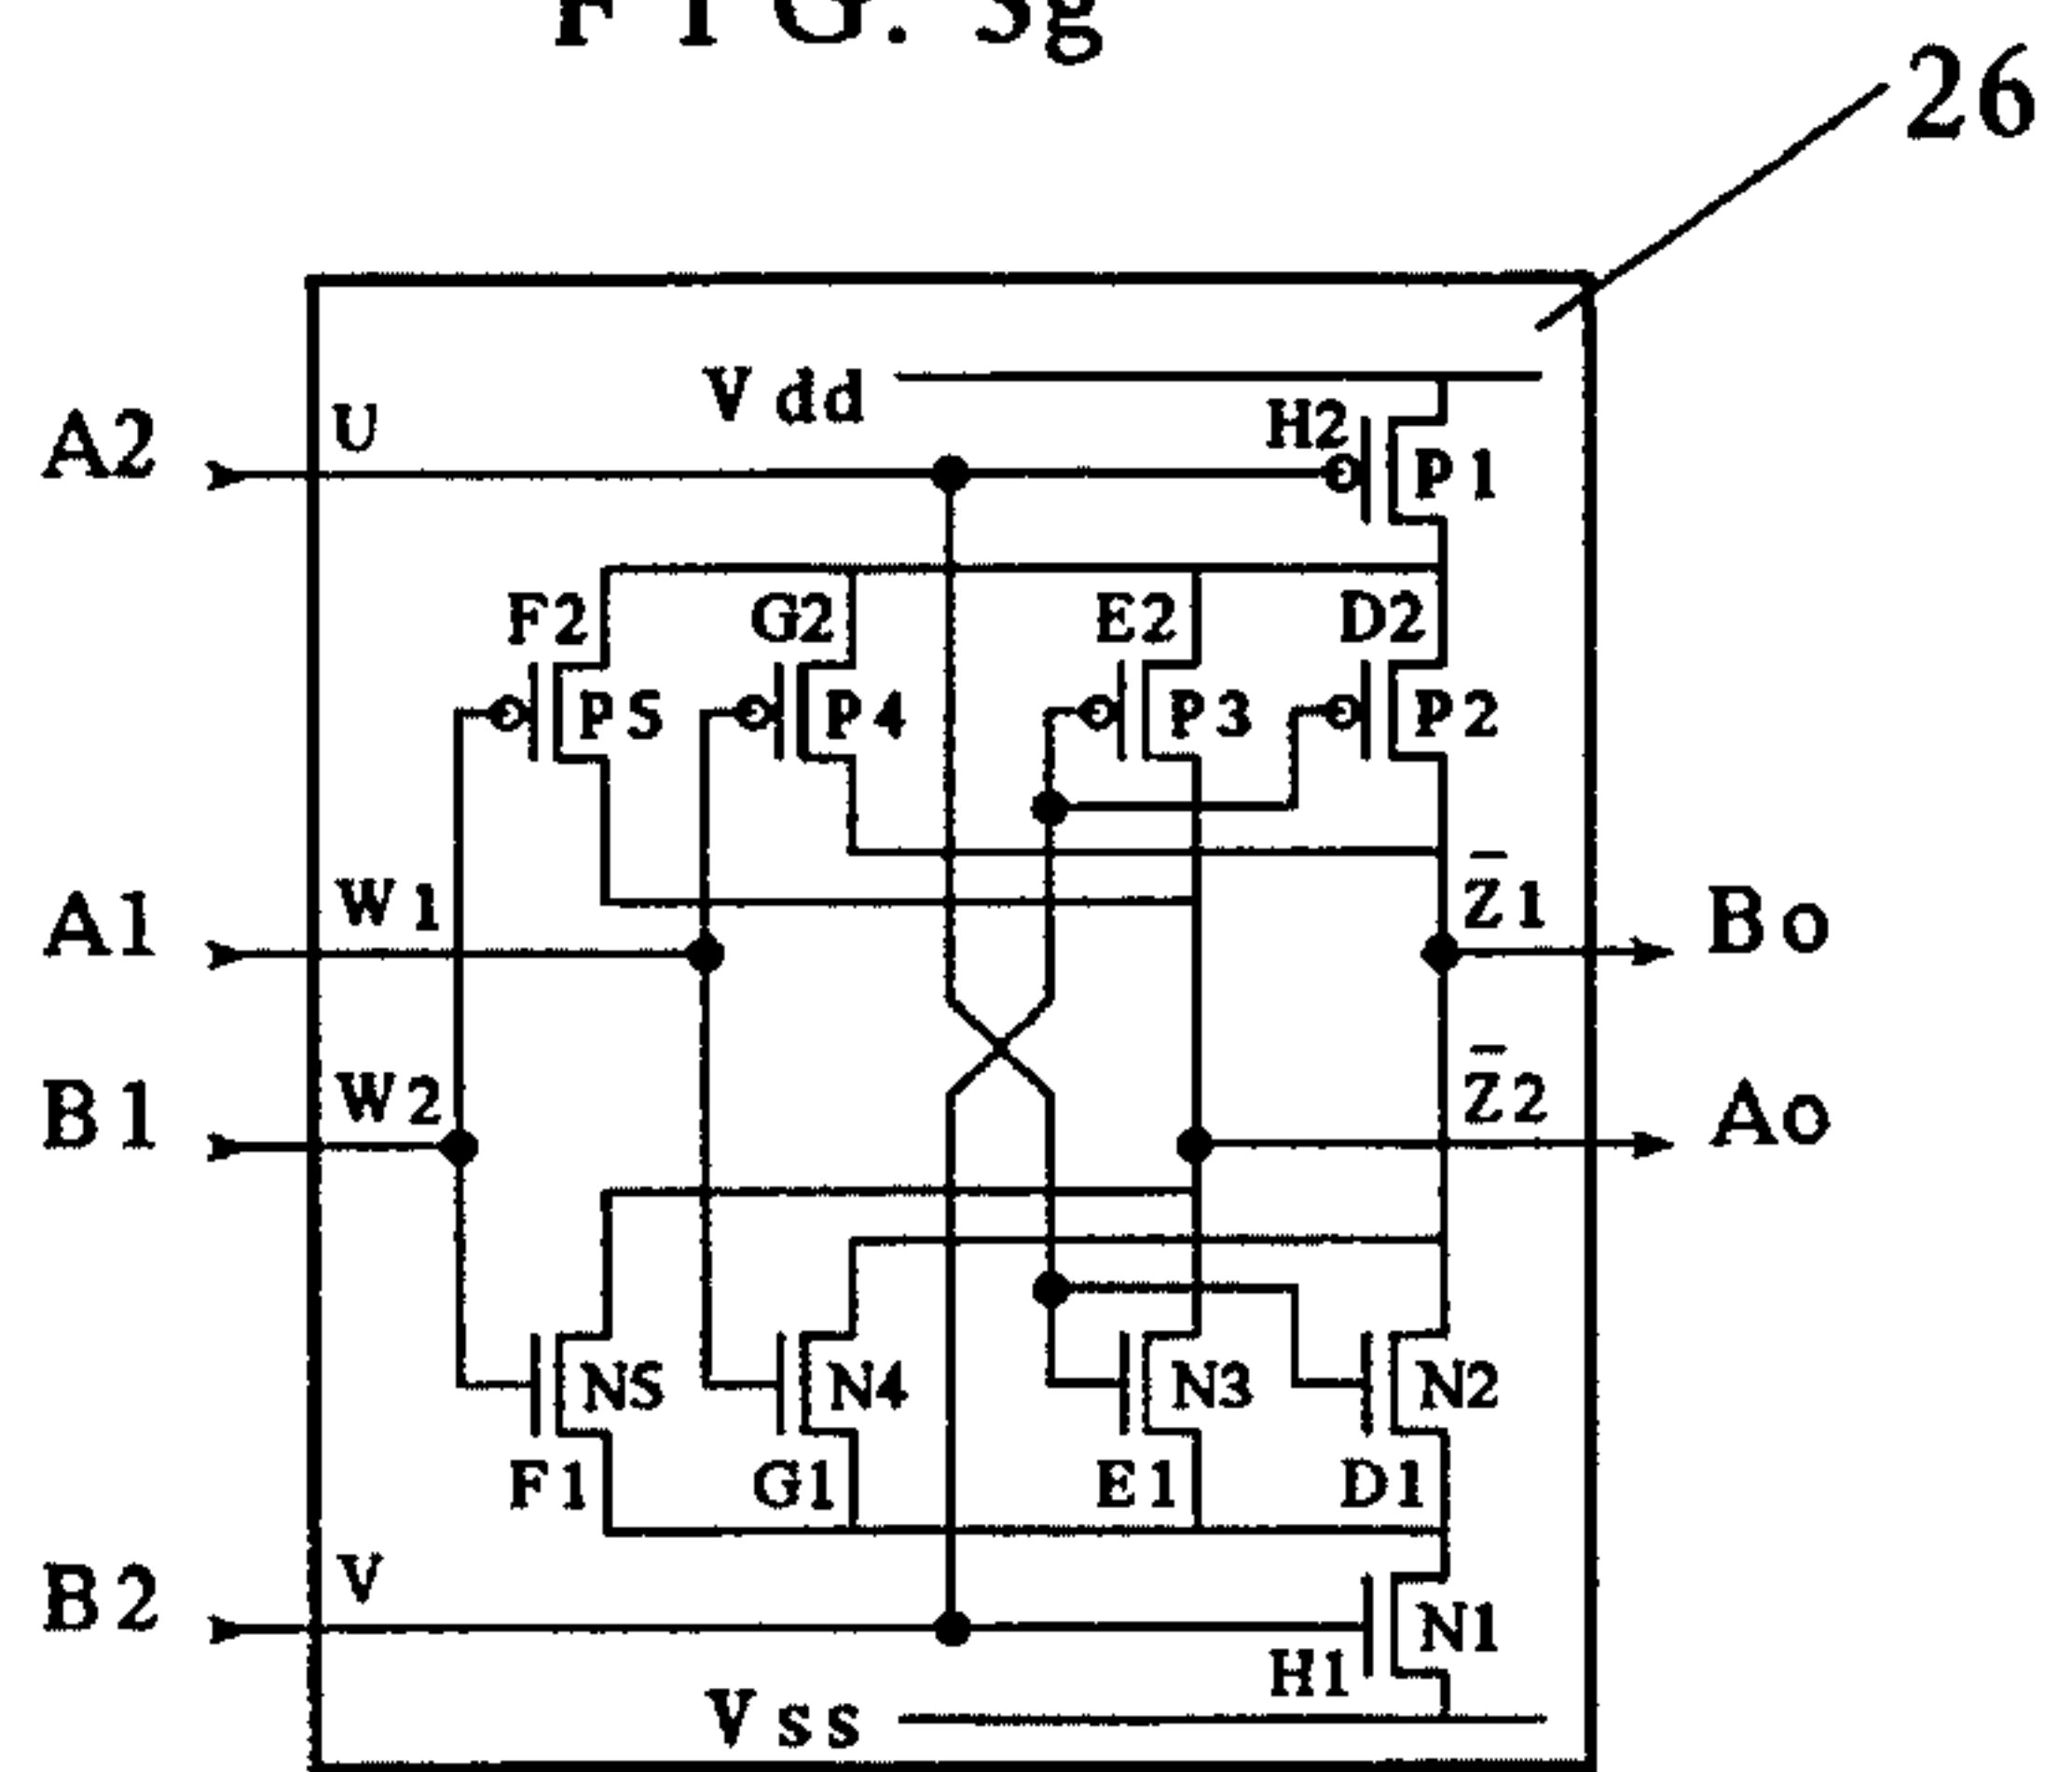 FIG. 3g
26
Vdd
A2 U H2 P1
F2 G2 E2 D2
P5 P4 P3 P2
A1 W1 Z̅1 Bo
B1 W2 Z̅2 Ao
N5 N4 N3 N2
F1 G1 E1 D1
B2 V N1
H1
Vss